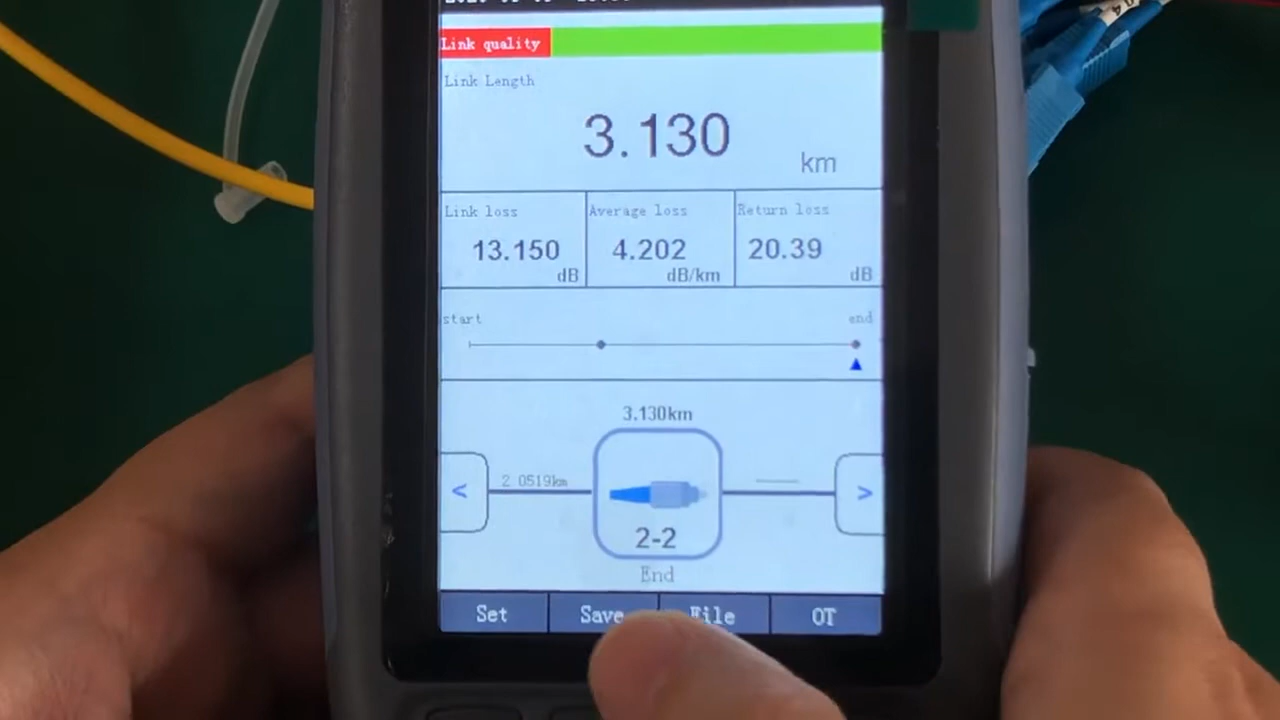 Link quality
Link Length
3.130
km
Link loss Average loss Return loss
13.150 4.202 20.39
dB dB/km dB
start end
3.130km
< 2.0519km >
2-2
End
Set Save File OT